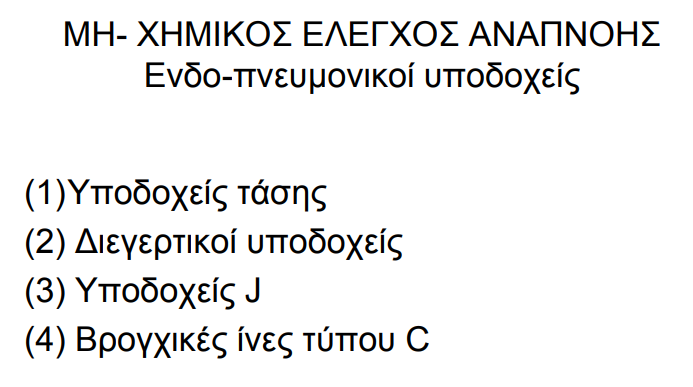 ΜΗ- ΧΗΜΙΚΟΣ ΕΛΕΓΧΟΣ ΑΝΑΠΝΟΗΣ
Ενδο-πνευμονικοί υποδοχείς
(1)Υποδοχείς τάσης
(2) Διεγερτικοί υποδοχείς
(3) Υποδοχείς J
(4) Βρογχικές ίνες τύπου C